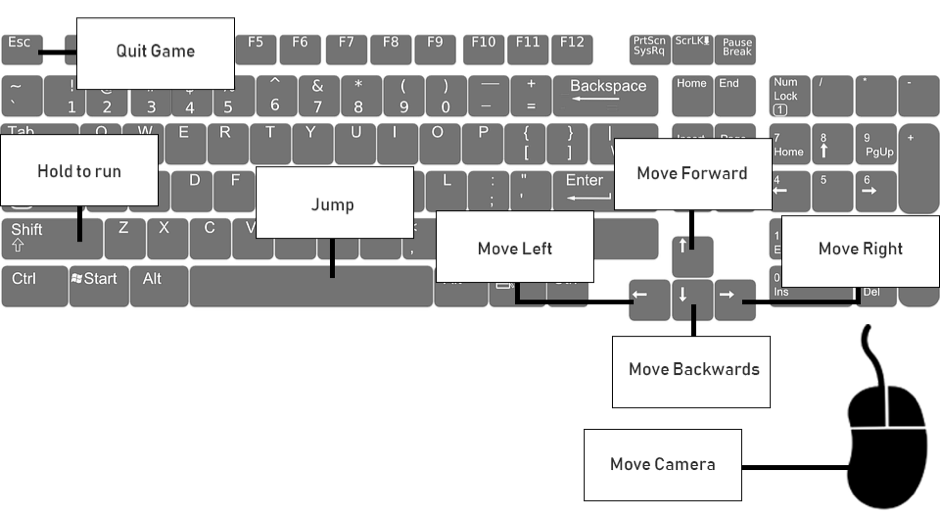 Quit Game
Esc F5 F6 F7 F8 F9 F10 F11 F12 PrtScn SysRq ScrLK Pause Break
~ ` ! 1 2 3 $ 4 % 5 ^ 6 & 7 * 8 ( 9 ) 0 — _ + = Backspace Home End Num Lock 1 / * -
Tab Q W E R T Y U I O P { [ } ] 7 Home 8 9 PgUp +
Hold to run
D F L : ; " ' Enter 4 5 6
Jump
Move Forward
Shift Z X C V
Move Left
Move Right
Ctrl Start Alt 0 Ins Del
Move Backwards
Move Camera